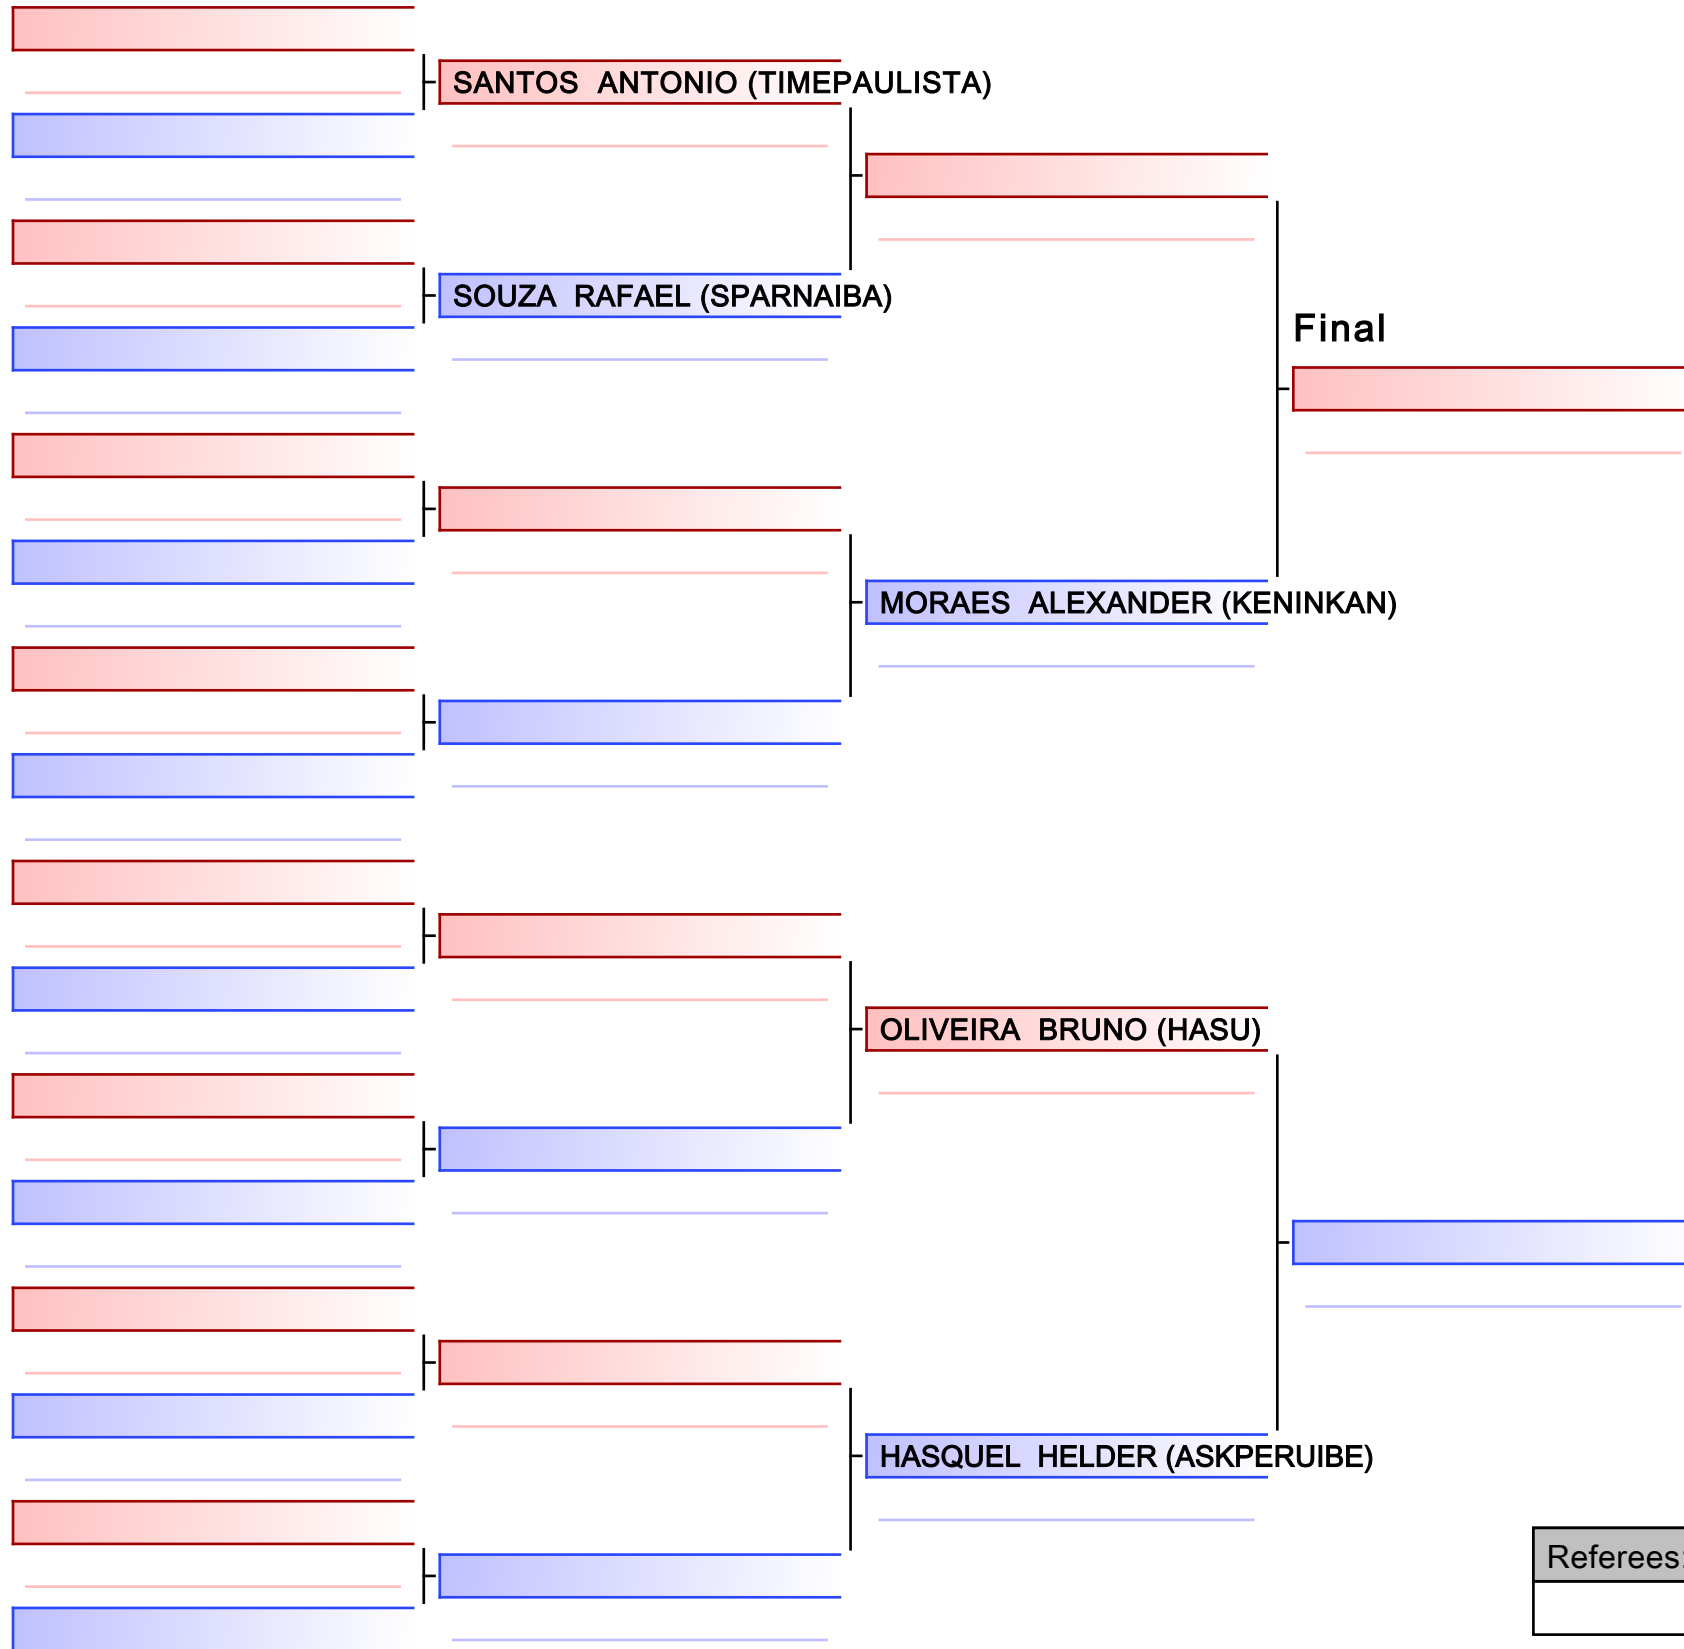 SANTOS  ANTONIO (TIMEPAULISTA)
SOUZA  RAFAEL (SPARNAIBA)
Final
MORAES  ALEXANDER (KENINKAN)
OLIVEIRA  BRUNO (HASU)
HASQUEL  HELDER (ASKPERUIBE)
Referees: